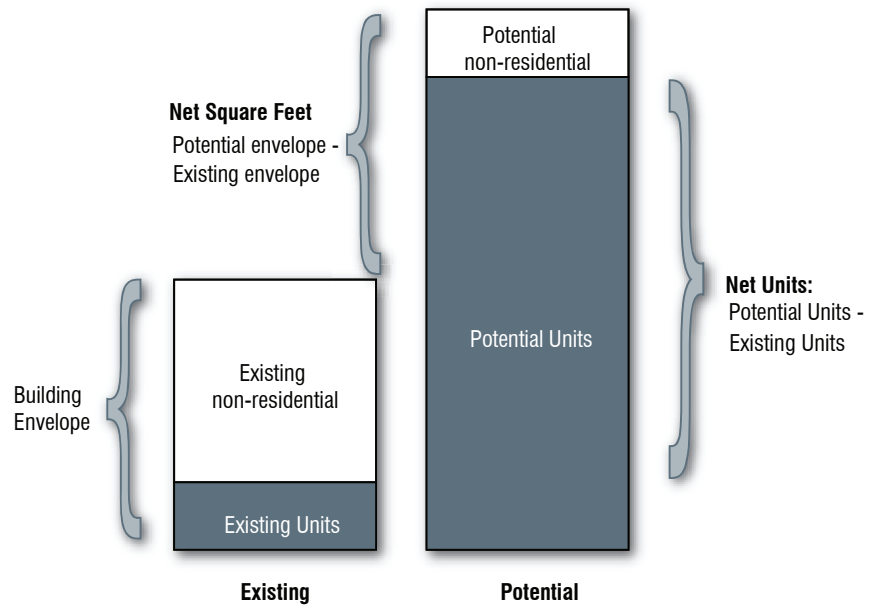 Potential
non-residential
Net Square Feet
Potential envelope -
Existing envelope
Net Units:
Potential Units -
Existing Units
Potential Units
Building
Envelope
Existing
non-residential
Existing Units
Existing
Potential